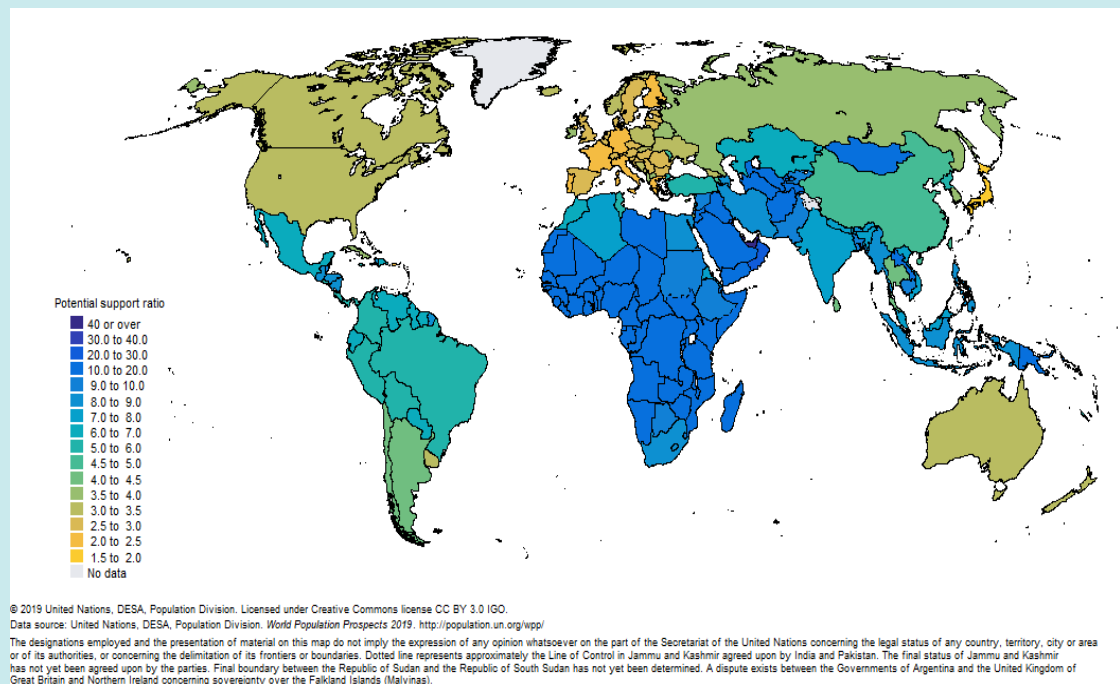 Potential support ratio
40 or over
30.0 to 40.0
20.0 to 30.0
10.0 to 20.0
9.0 to 10.0
8.0 to 9.0
7.0 to 8.0
6.0 to 7.0
5.0 to 6.0
4.5 to 5.0
4.0 to 4.5
3.5 to 4.0
3.0 to 3.5
2.5 to 3.0
2.0 to 2.5
1.5 to 2.0
No data
© 2019 United Nations, DESA, Population Division. Licensed under Creative Commons license CC BY 3.0 IGO.
Data source: United Nations, DESA, Population Division. World Population Prospects 2019. http://population.un.org/wpp/
The designations employed and the presentation of material on this map do not imply the expression of any opinion whatsoever on the part of the Secretariat of the United Nations concerning the legal status of any country, territory, city or area
or of its authorities, or concerning the delimitation of its frontiers or boundaries. Dotted line represents approximately the Line of Control in Jammu and Kashmir agreed upon by India and Pakistan. The final status of Jammu and Kashmir
has not yet been agreed upon by the parties. Final boundary between the Republic of Sudan and the Republic of South Sudan has not yet been determined. A dispute exists between the Governments of Argentina and the United Kingdom of
Great Britain and Northern Ireland concerning sovereignty over the Falkland Islands (Malvinas).